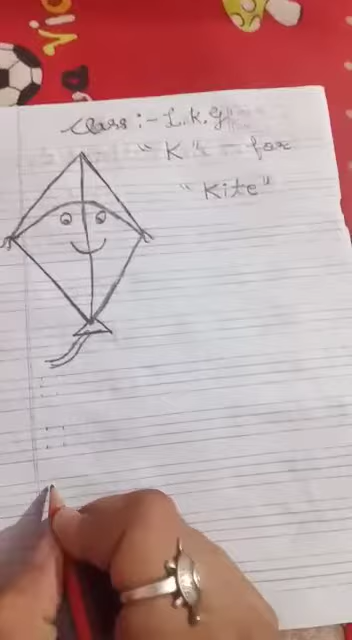 Class :- L.k.g"
"K" - for
"Kite"